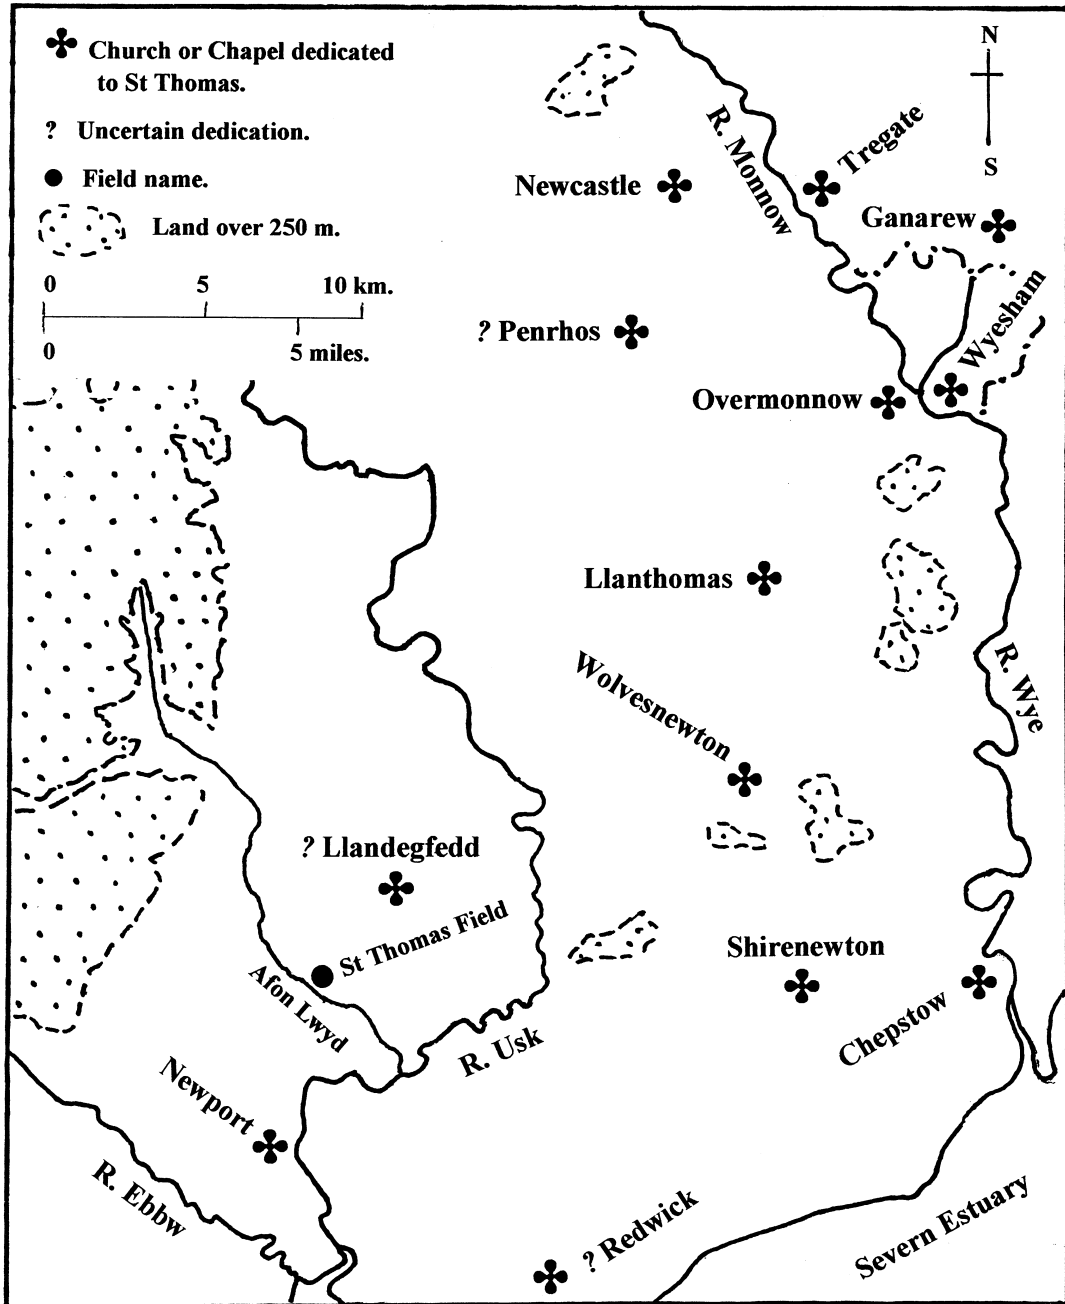 Church or Chapel dedicated
to St Thomas.
? Uncertain dedication.
Field name.
Land over 250 m.
0 5 10 km.
0 5 miles.
N
S
R. Monnow
Tregate
Newcastle
Ganarew
Wyesham
? Penrhos
Overmonnow
Llanthomas
R. Wye
Wolvesnewton
? Llandegfedd
St Thomas Field
Shirenewton
Afon Lwyd
Chepstow
R. Usk
Newport
R. Ebbw
? Redwick
Severn Estuary